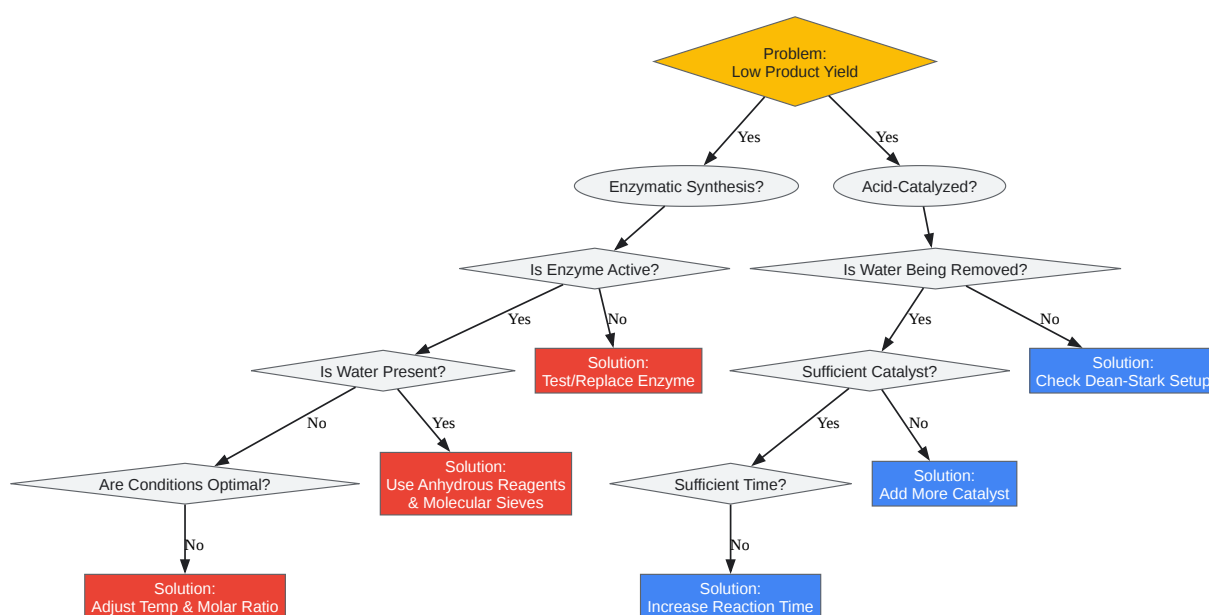 Problem:
Low Product Yield
Yes
Yes
Enzymatic Synthesis?
Acid-Catalyzed?
Is Enzyme Active?
Is Water Being Removed?
Yes
No
Yes
No
Is Water Present?
Solution:
Test/Replace Enzyme
Sufficient Catalyst?
Solution:
Check Dean-Stark Setup
No
Yes
Yes
No
Are Conditions Optimal?
Solution:
Use Anhydrous Reagents
& Molecular Sieves
Sufficient Time?
Solution:
Add More Catalyst
No
No
Solution:
Adjust Temp & Molar Ratio
Solution:
Increase Reaction Time